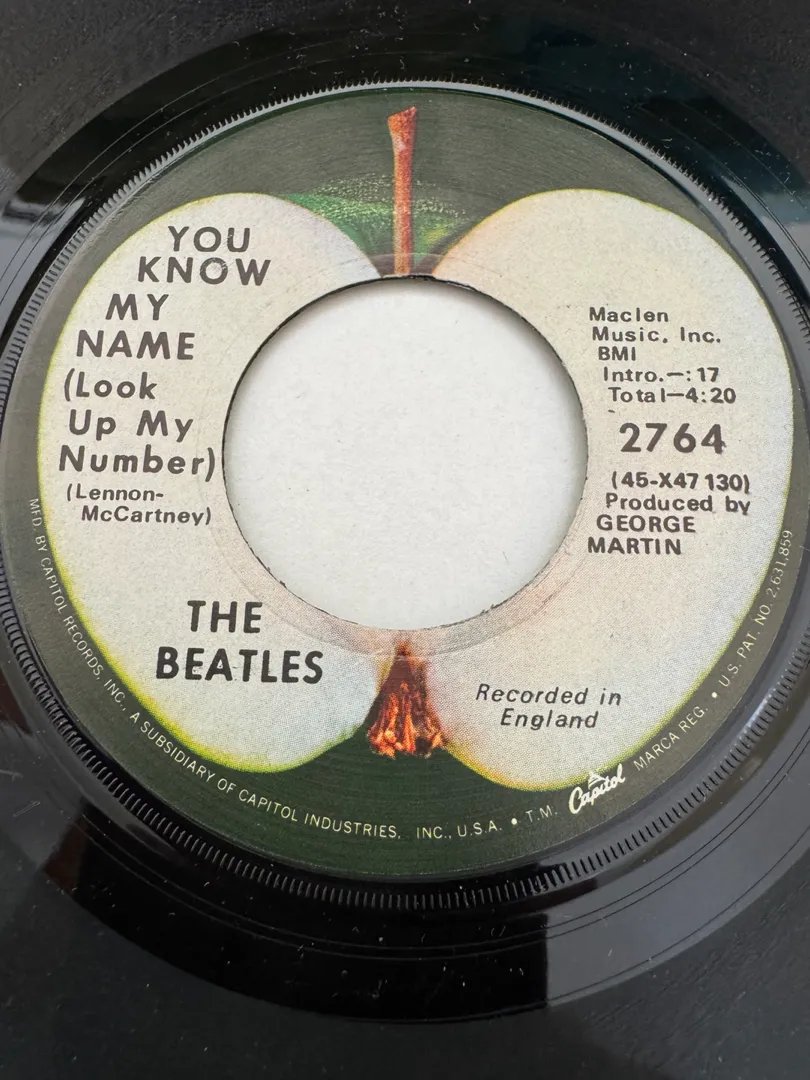 YOU
KNOW
MY
NAME
(Look
Up My
Number)
(Lennon-
McCartney)
THE
BEATLES
Maclen
Music, Inc.
BMI
Intro.—:17
Total—4:20
2764
(45-X47130)
Produced by
GEORGE
MARTIN
Recorded in
England
MFD. BY CAPITOL RECORDS, INC., A SUBSIDIARY OF CAPITOL INDUSTRIES, INC., U.S.A. • T.M. Capitol MARCA REG. • U.S. PAT. NO. 2,631,859